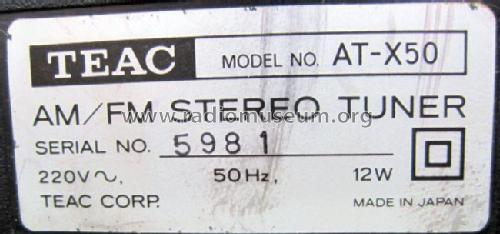 TEAC MODEL NO. AT-X50
AM/FM STEREO TUNER
www.radiomuseum.org
SERIAL NO. 5981
220V∿, 50Hz, 12W
TEAC CORP. MADE IN JAPAN